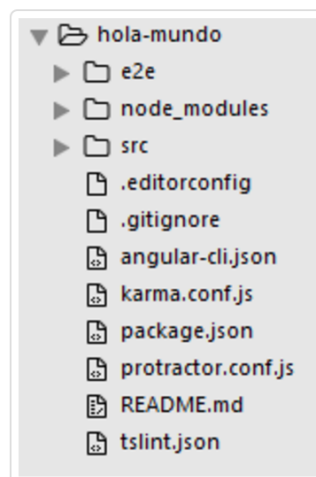 hola-mundo
e2e
node_modules
src
.editorconfig
.gitignore
angular-cli.json
karma.conf.js
package.json
protractor.conf.js
README.md
tslint.json